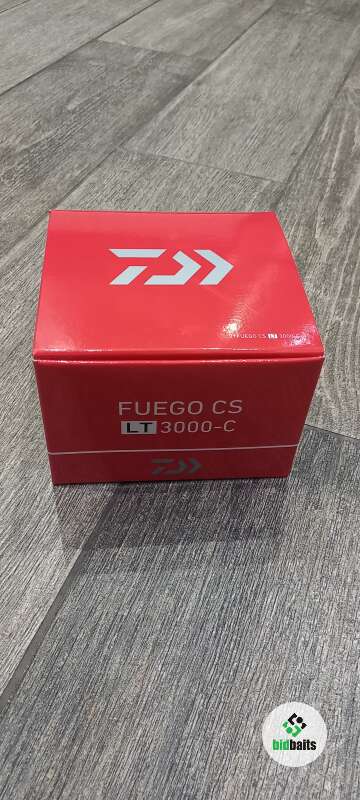 FUEGO CS LT 3000-C
FUEGO CS
LT 3000-C
bidbaits